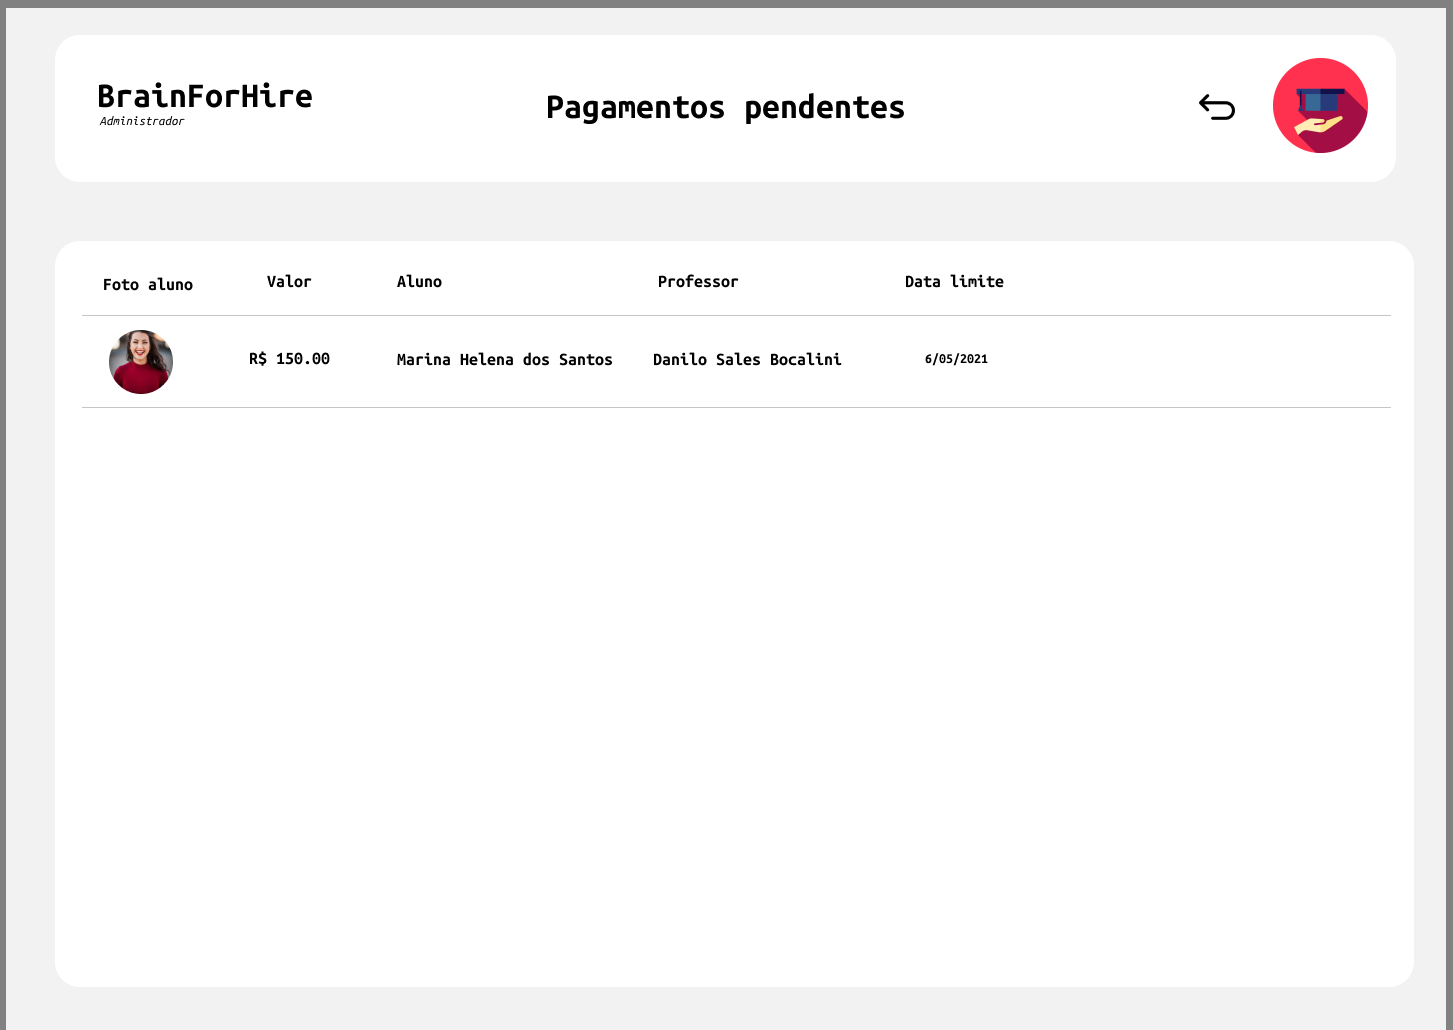 BrainForHire
Administrador
Pagamentos pendentes
Foto aluno Valor Aluno Professor Data limite
R$ 150.00 Marina Helena dos Santos Danilo Sales Bocalini 6/05/2021